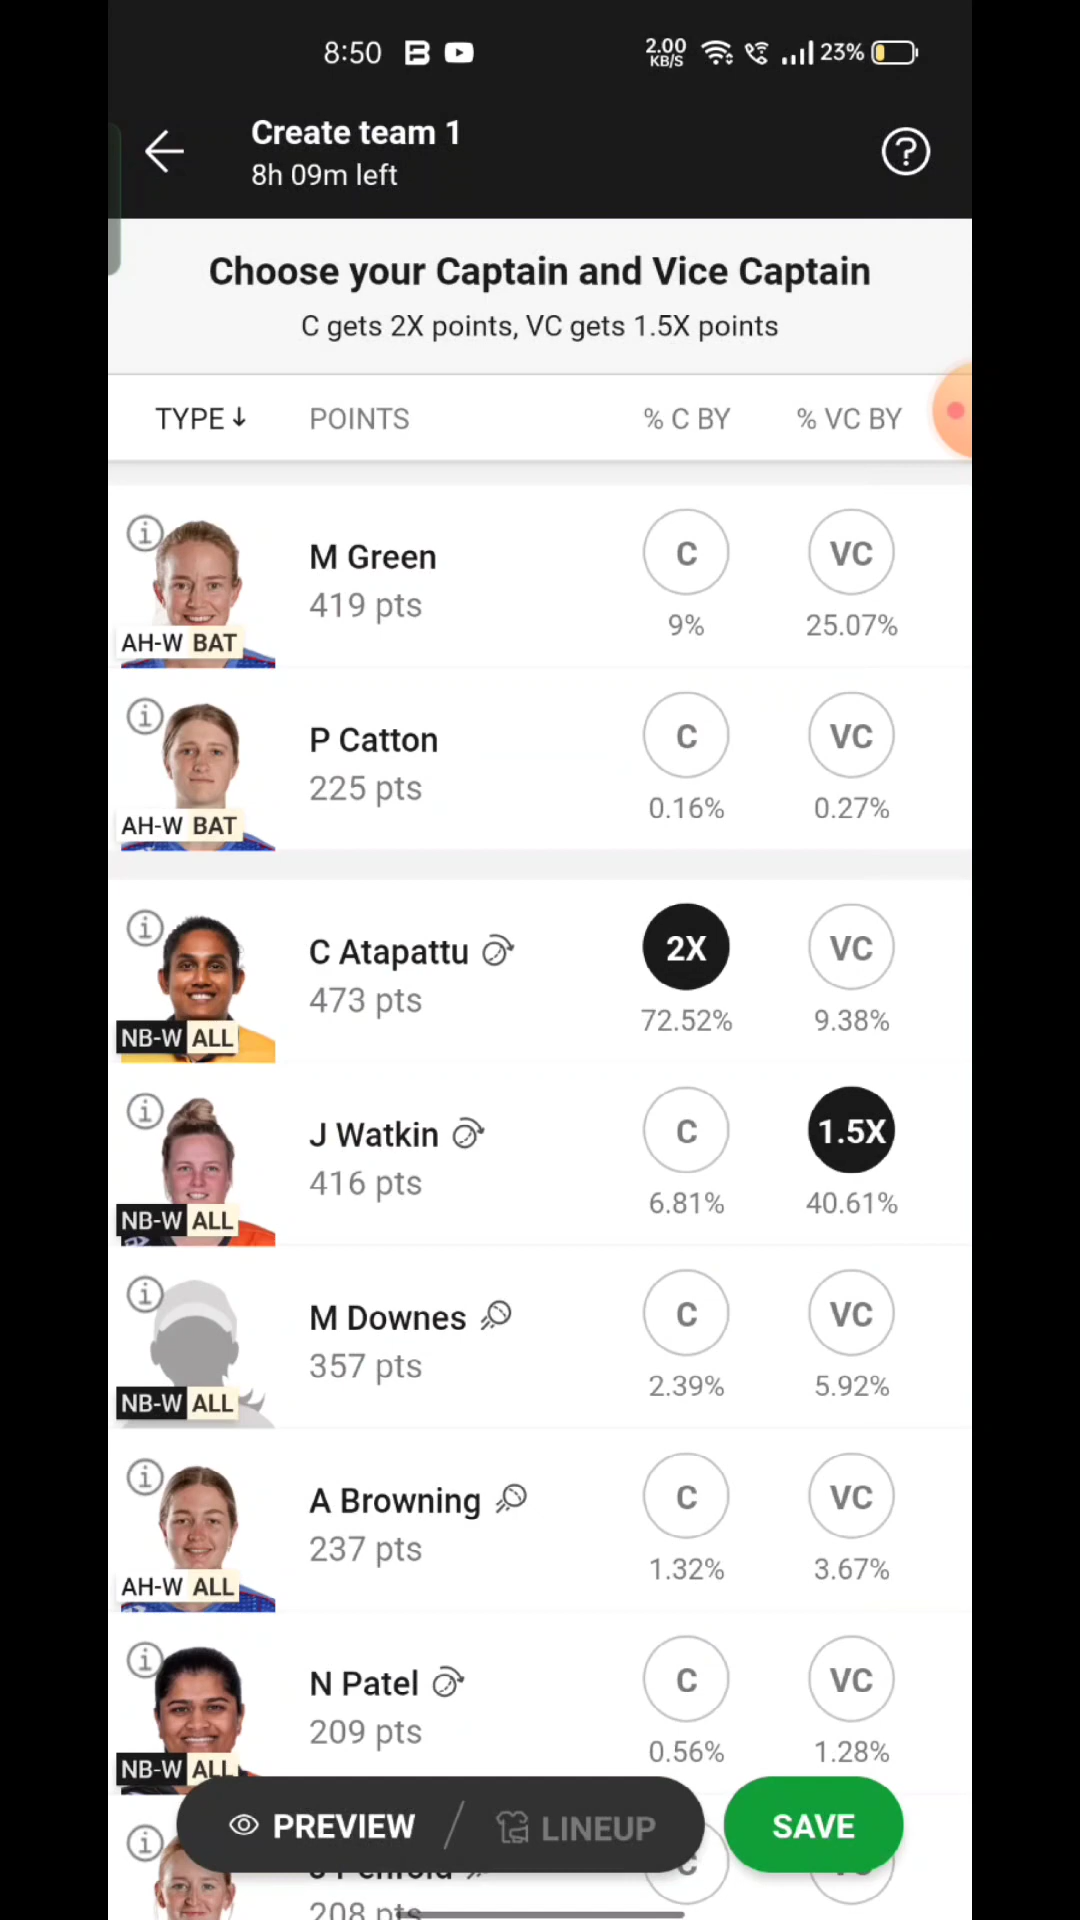 8:50 2.00 KB/S 23%
Create team 1
8h 09m left
Choose your Captain and Vice Captain
C gets 2X points, VC gets 1.5X points
TYPE↓ POINTS % C BY % VC BY
M Green C VC
419 pts 9% 25.07%
AH-W BAT
P Catton C VC
225 pts 0.16% 0.27%
AH-W BAT
C Atapattu 2X VC
473 pts 72.52% 9.38%
NB-W ALL
J Watkin C 1.5X
416 pts 6.81% 40.61%
NB-W ALL
M Downes C VC
357 pts 2.39% 5.92%
NB-W ALL
A Browning C VC
237 pts 1.32% 3.67%
AH-W ALL
N Patel C VC
209 pts 0.56% 1.28%
NB-W ALL
PREVIEW / LINEUP SAVE
208 pts